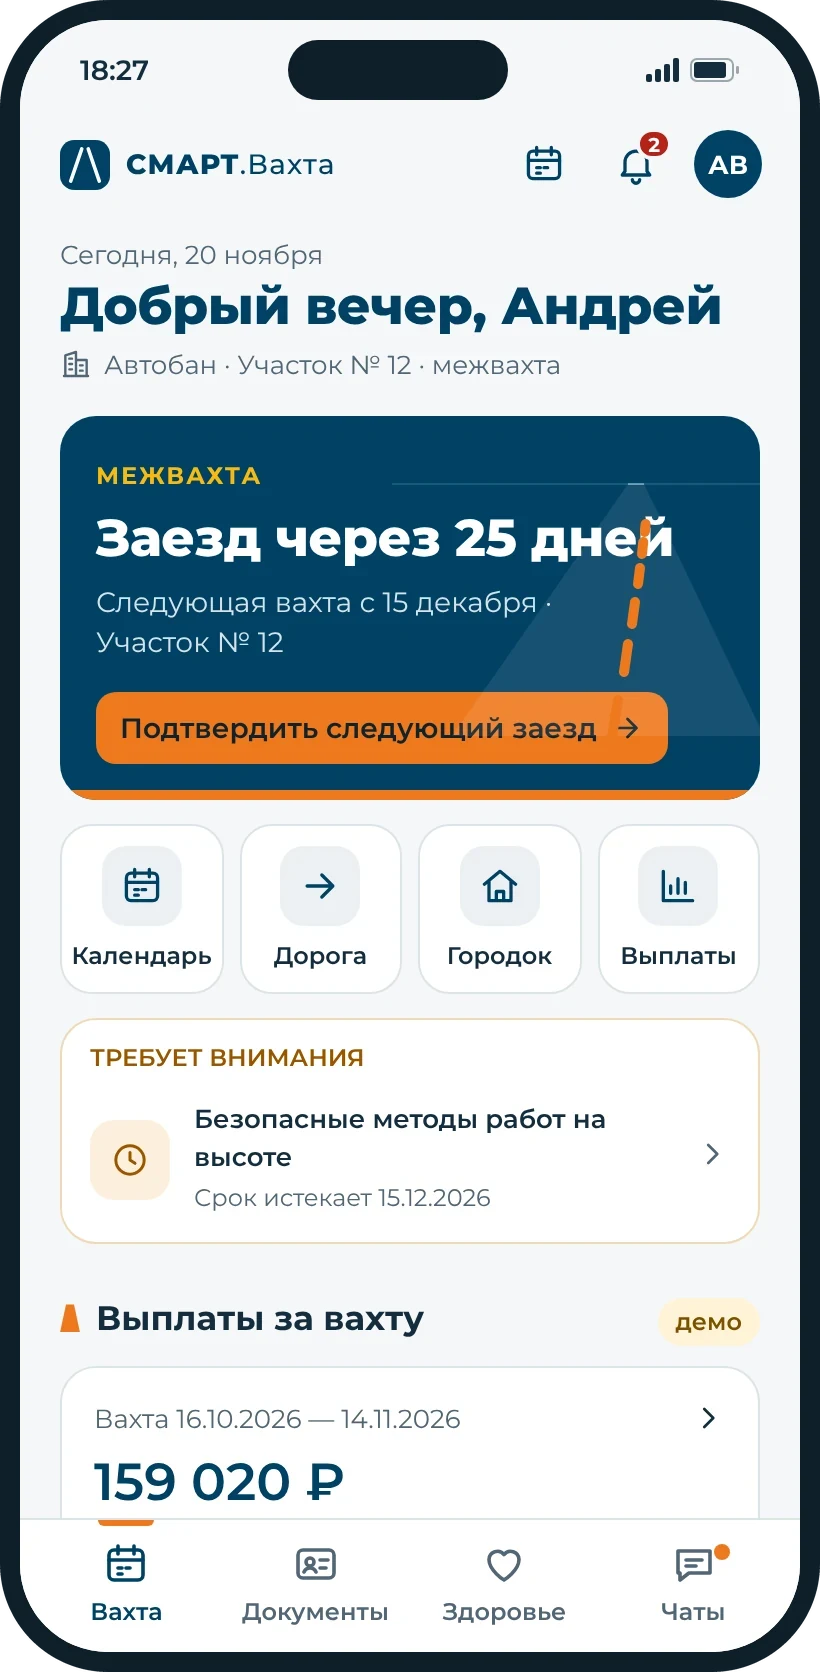 18:27
СМАРТ.Вахта
2
АВ
Сегодня, 20 ноября
Добрый вечер, Андрей
Автобан · Участок № 12 · межвахта
МЕЖВАХТА
Заезд через 25 дней
Следующая вахта с 15 декабря ·
Участок № 12
Подтвердить следующий заезд →
Календарь
Дорога
Городок
Выплаты
ТРЕБУЕТ ВНИМАНИЯ
Безопасные методы работ на
высоте
Срок истекает 15.12.2026
Выплаты за вахту
демо
Вахта 16.10.2026 — 14.11.2026
159 020 ₽
Вахта
Документы
Здоровье
Чаты